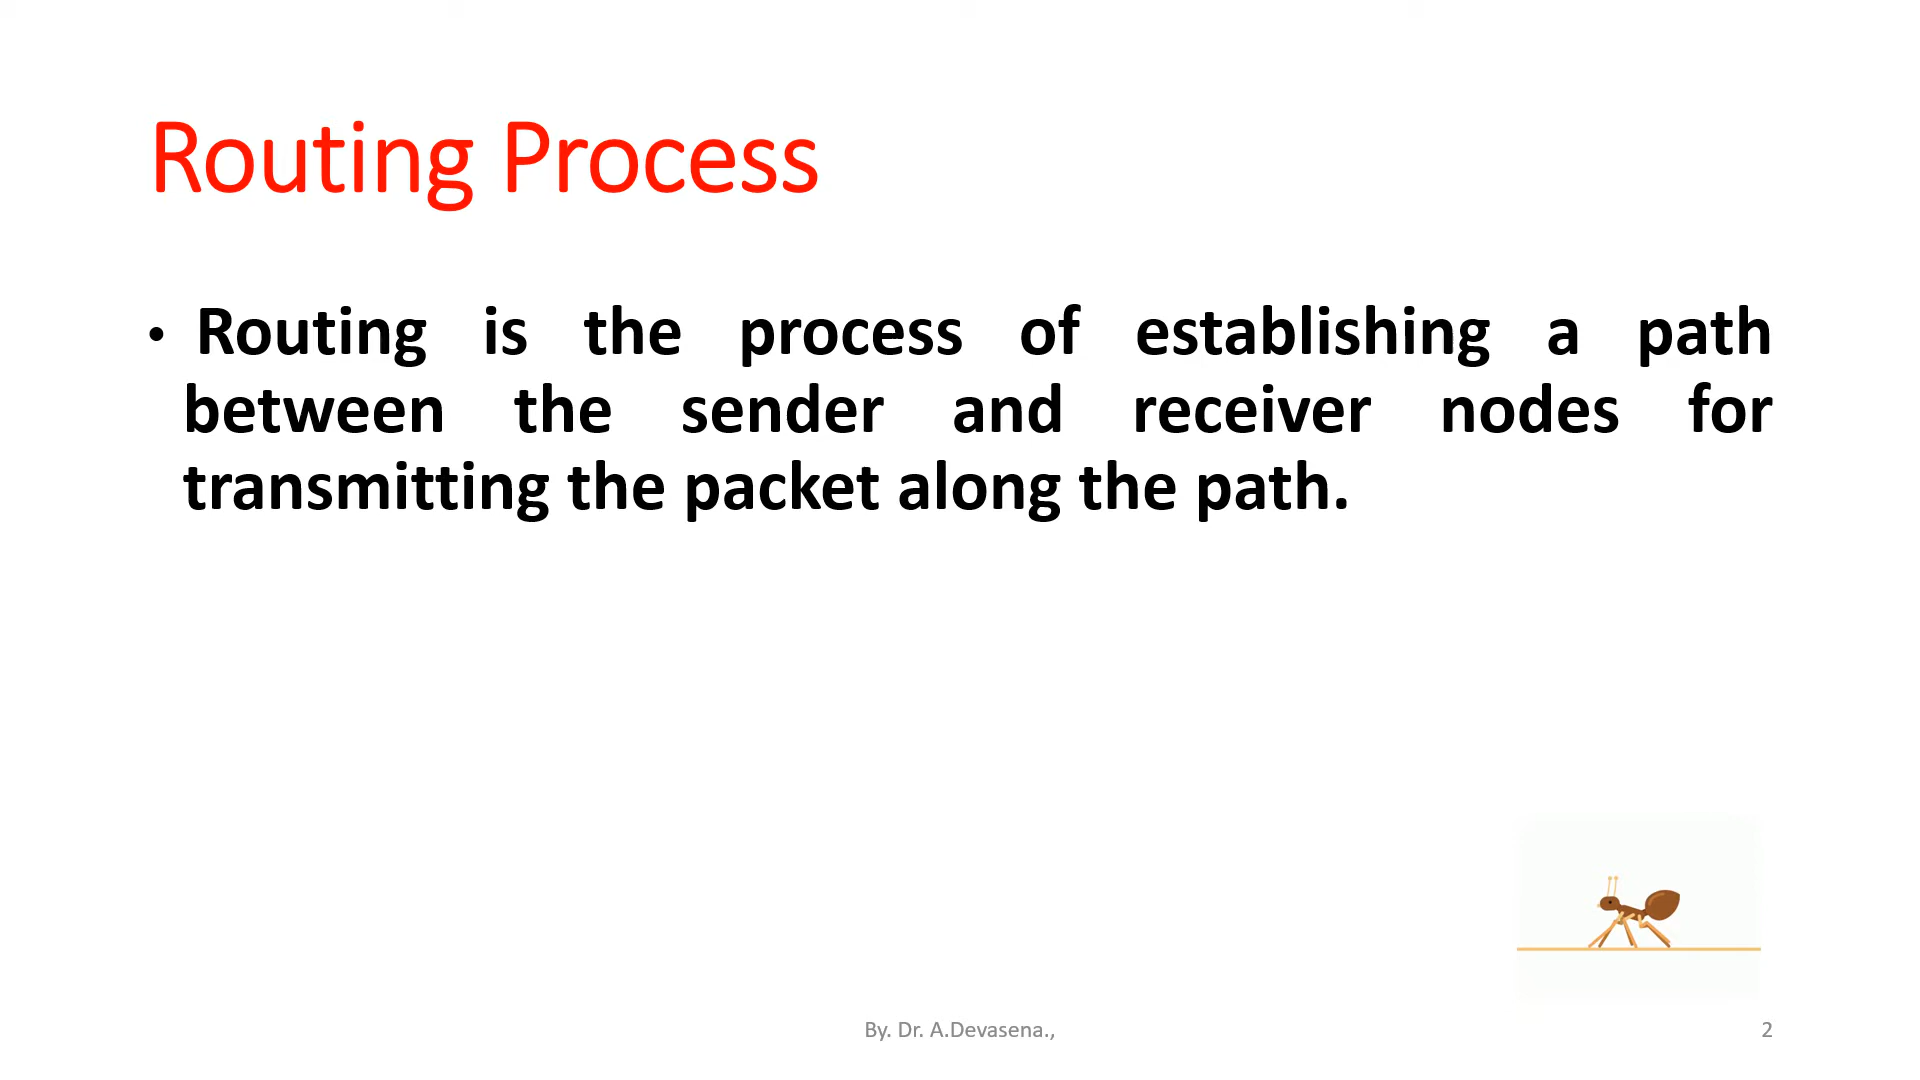 Routing Process
• Routing is the process of establishing a path
between the sender and receiver nodes for
transmitting the packet along the path.
By. Dr. A.Devasena.,
2